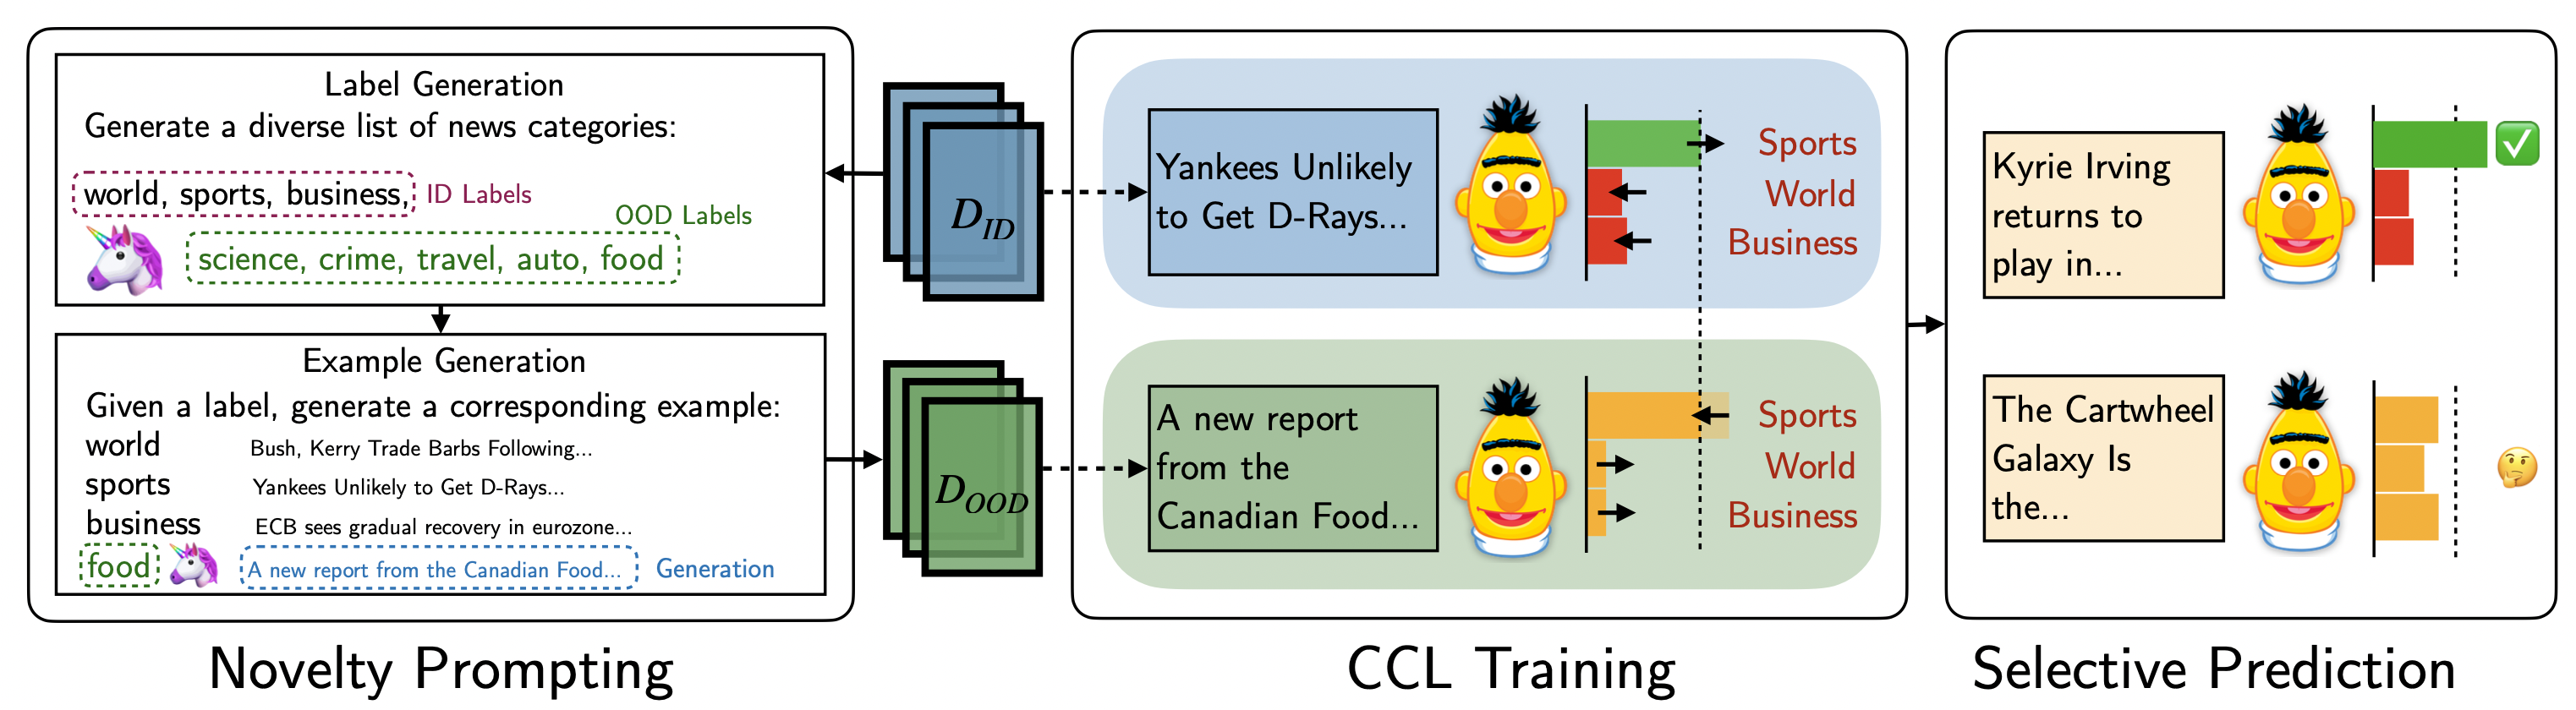 Label Generation
Generate a diverse list of news categories:
world, sports, business, ID Labels
OOD Labels
science, crime, travel, auto, food
Example Generation
Given a label, generate a corresponding example:
world Bush, Kerry Trade Barbs Following...
sports Yankees Unlikely to Get D-Rays...
business ECB sees gradual recovery in eurozone...
food A new report from the Canadian Food... Generation
Novelty Prompting
D_ID
D_OOD
Yankees Unlikely
to Get D-Rays...
Sports
World
Business
A new report
from the
Canadian Food...
Sports
World
Business
CCL Training
Kyrie Irving
returns to
play in...
The Cartwheel
Galaxy Is
the...
Selective Prediction